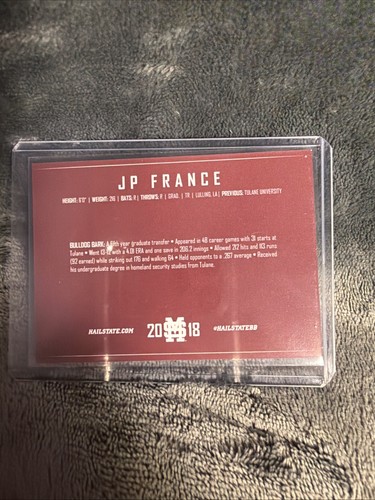 JP FRANCE
HEIGHT: 6'0" | WEIGHT: 216 | BATS: R | THROWS: R | GRAD. | TR | LULING, LA | PREVIOUS: TULANE UNIVERSITY
BULLDOG BARK: A fifth year graduate transfer • Appeared in 48 career games with 31 starts at
Tulane • Went 13-12 with a 4.01 ERA and one save in 206.2 innings • Allowed 212 hits and 113 runs
(92 earned) while striking out 176 and walking 64 • Held opponents to a .267 average • Received
his undergraduate degree in homeland security studies from Tulane.
HAILSTATE.COM 20 M S 18 @HAILSTATEBB